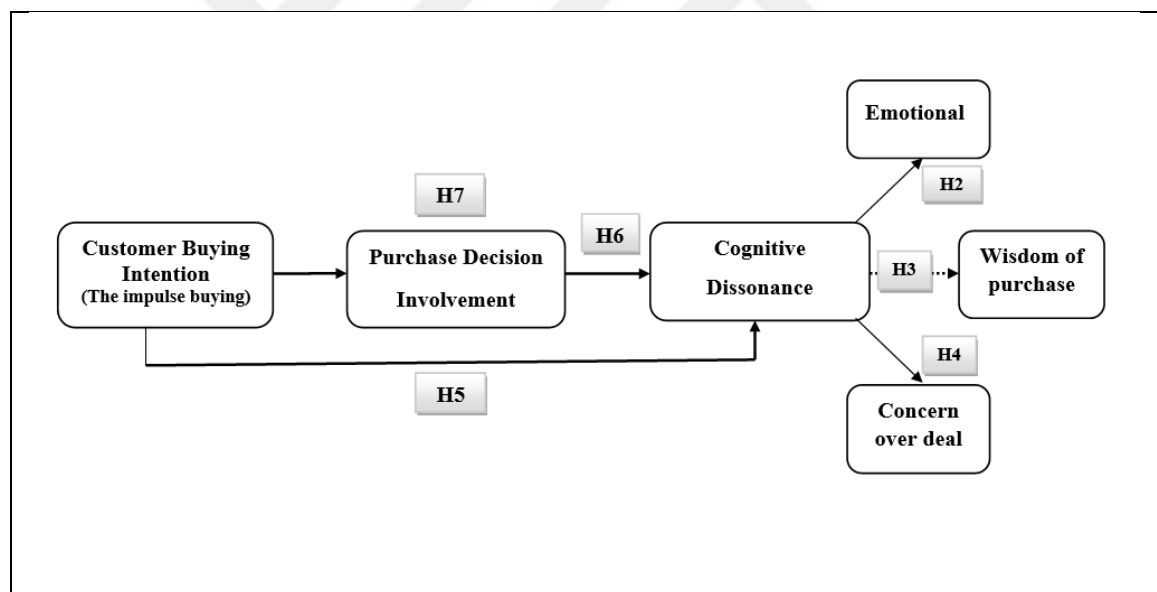 Emotional
H2
H7
H6
Customer Buying
Intention
(The impulse buying)
Purchase Decision
Involvement
Cognitive
Dissonance
H3
Wisdom of
purchase
H4
H5
Concern
over deal